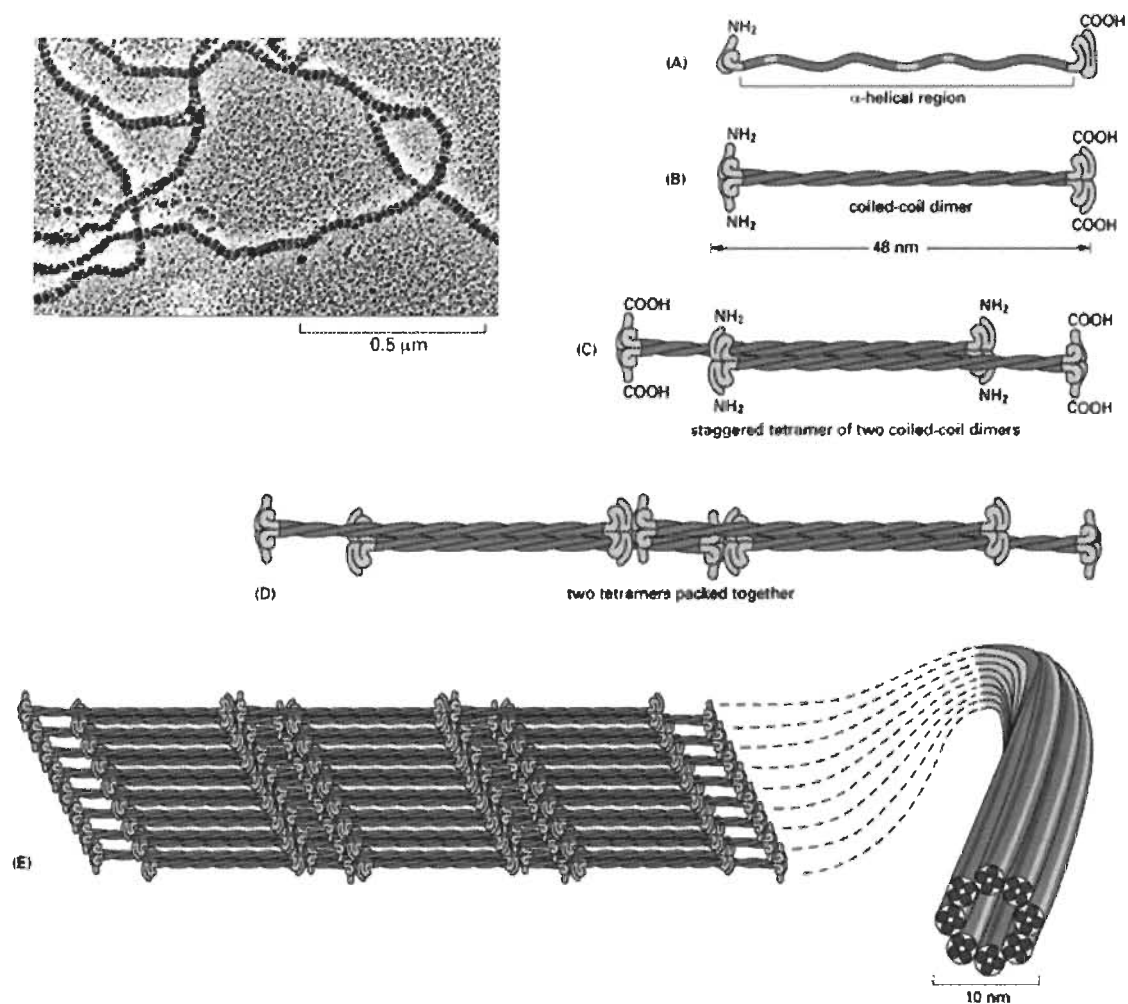 0.5 μm
(A)
NH2
COOH
α-helical region
(B)
NH2
COOH
NH2
COOH
coiled-coil dimer
48 nm
(C)
COOH
NH2
NH2
COOH
COOH
NH2
NH2
COOH
staggered tetramer of two coiled-coil dimers
(D)
two tetramers packed together
(E)
10 nm